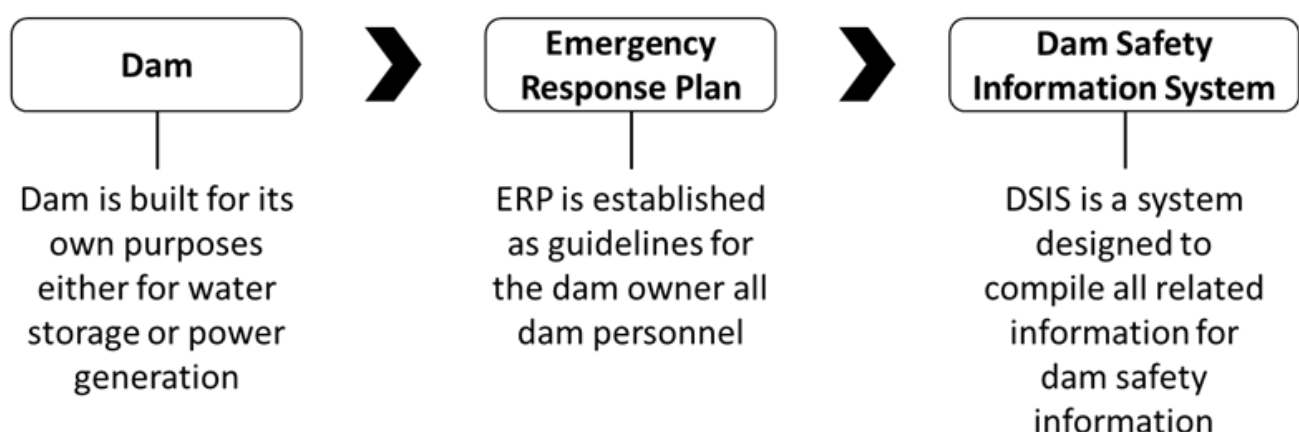 Dam
Emergency
Response Plan
Dam Safety
Information System
Dam is built for its
own purposes
either for water
storage or power
generation
ERP is established
as guidelines for
the dam owner all
dam personnel
DSIS is a system
designed to
compile all related
information for
dam safety
information